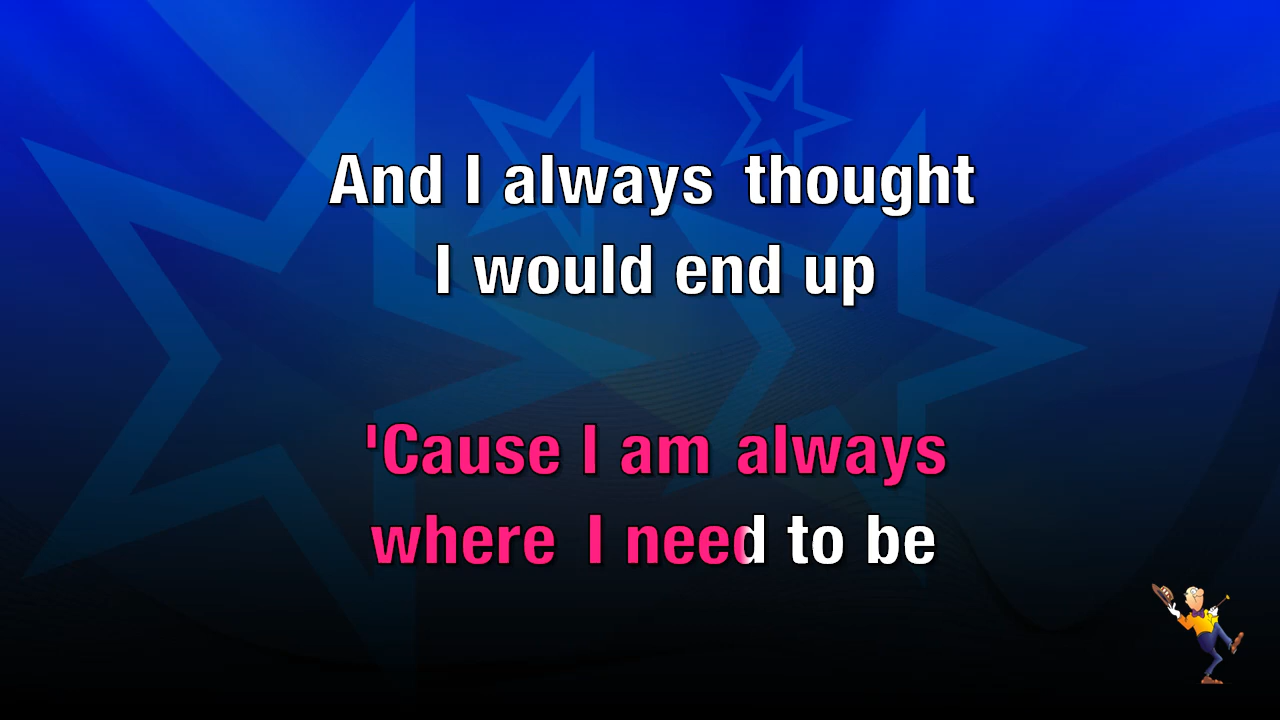 And I always thought
I would end up
'Cause I am always
where I need to be